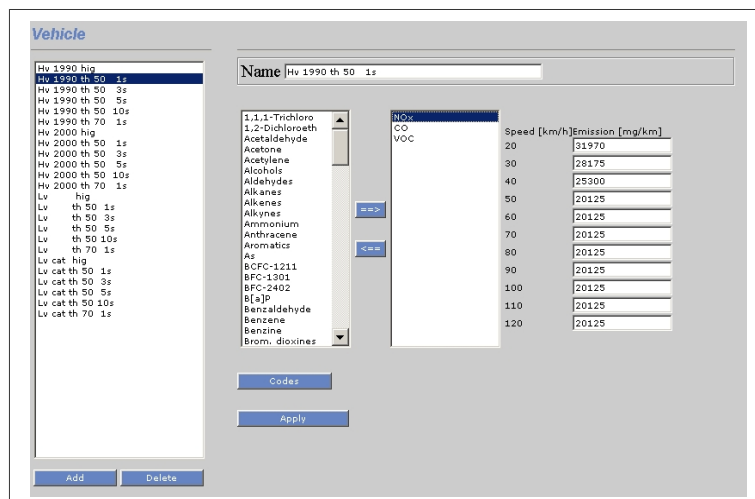 Vehicle
Hv 1990 hig
Hv 1990 th 50 1s
Hv 1990 th 50 3s
Hv 1990 th 50 5s
Hv 1990 th 50 10s
Hv 1990 th 70 1s
Hv 2000 hig
Hv 2000 th 50 1s
Hv 2000 th 50 3s
Hv 2000 th 50 5s
Hv 2000 th 50 10s
Hv 2000 th 70 1s
Lv hig
Lv th 50 1s
Lv th 50 3s
Lv th 50 5s
Lv th 50 10s
Lv th 70 1s
Lv cat hig
Lv cat th 50 1s
Lv cat th 50 3s
Lv cat th 50 5s
Lv cat th 50 10s
Lv cat th 70 1s
Add Delete
Name Hv 1990 th 50 1s
1,1,1-Trichloro
1,2-Dichloroeth
Acetaldehyde
Acetone
Acetylene
Alcohols
Aldehydes
Alkanes
Alkenes
Alkynes
Ammonium
Anthracene
Aromatics
As
BCFC-1211
BFC-1301
BFC-2402
B[a]P
Benzaldehyde
Benzene
Benzine
Brom. dioxines
==>
<==
NOx
CO
VOC
Speed [km/h] Emission [mg/km]
20 31970
30 28175
40 25300
50 20125
60 20125
70 20125
80 20125
90 20125
100 20125
110 20125
120 20125
Codes
Apply